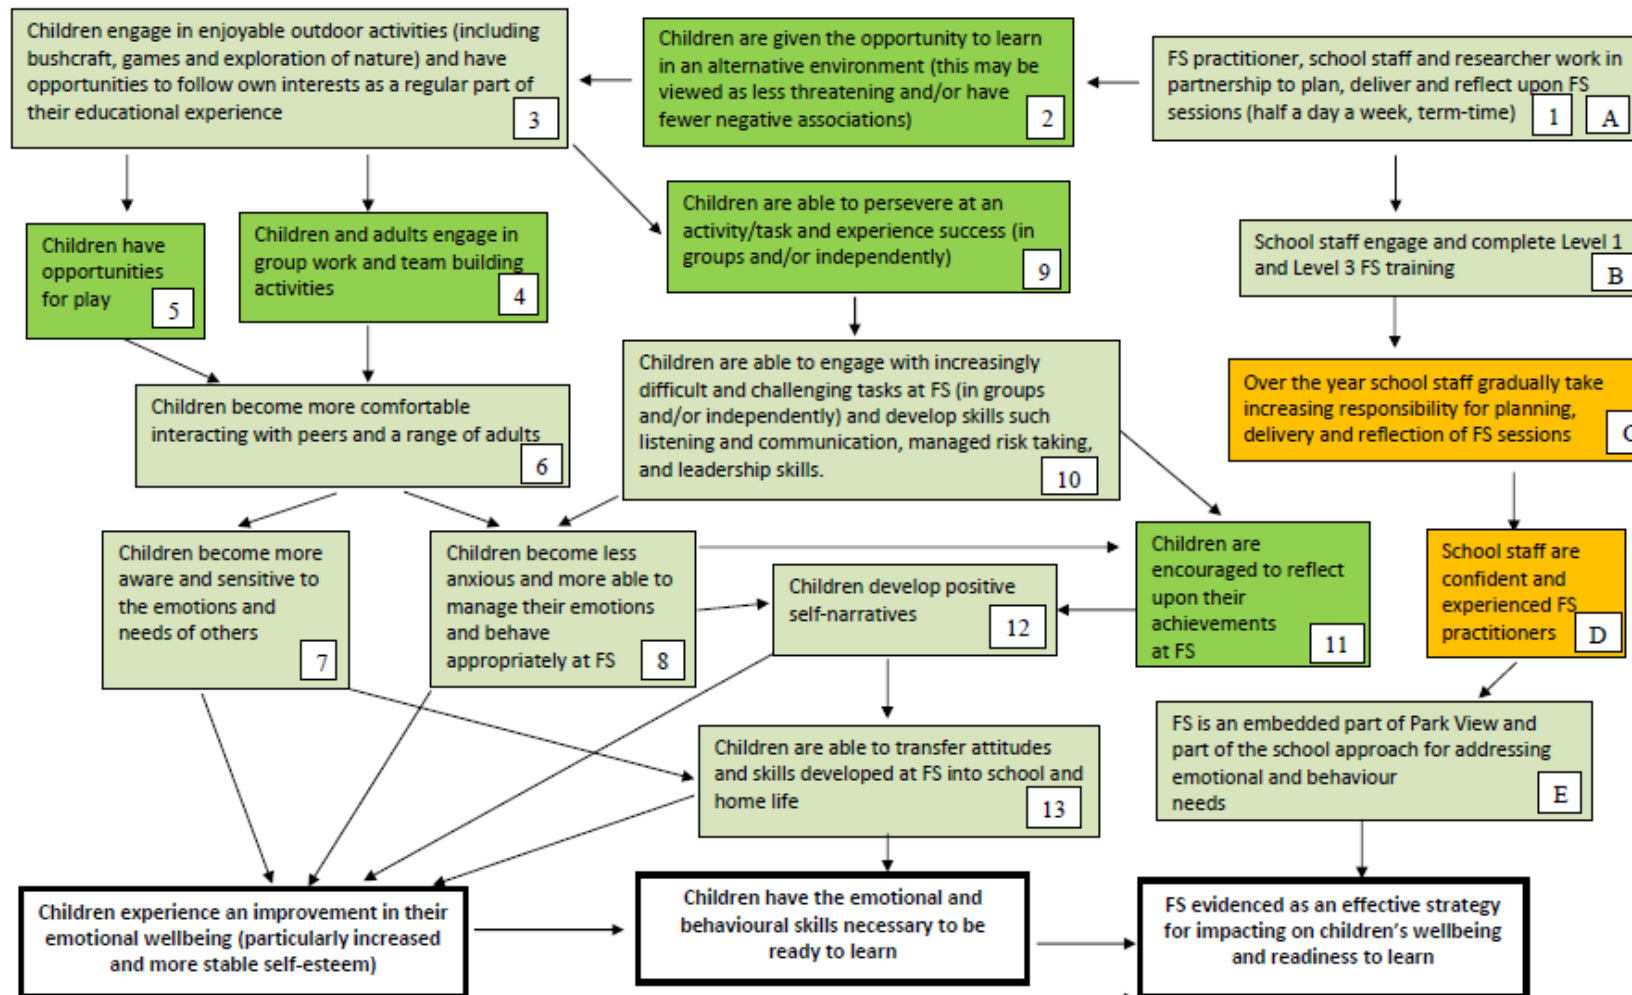 Children engage in enjoyable outdoor activities (including
bushcraft, games and exploration of nature) and have
opportunities to follow own interests as a regular part of
their educational experience
3
Children are given the opportunity to learn
in an alternative environment (this may be
viewed as less threatening and/or have
fewer negative associations)
2
FS practitioner, school staff and researcher work in
partnership to plan, deliver and reflect upon FS
sessions (half a day a week, term-time)
1
A
Children have
opportunities
for play
5
Children and adults engage in
group work and team building
activities
4
Children are able to persevere at an
activity/task and experience success (in
groups and/or independently)
9
School staff engage and complete Level 1
and Level 3 FS training
B
Children become more comfortable
interacting with peers and a range of adults
6
Children are able to engage with increasingly
difficult and challenging tasks at FS (in groups
and/or independently) and develop skills such
listening and communication, managed risk taking,
and leadership skills.
10
Over the year school staff gradually take
increasing responsibility for planning,
delivery and reflection of FS sessions
C
Children become more
aware and sensitive to
the emotions and
needs of others
7
Children become less
anxious and more able to
manage their emotions
and behave
appropriately at FS
8
Children develop positive
self-narratives
12
Children are
encouraged to reflect
upon their
achievements
at FS
11
School staff are
confident and
experienced FS
practitioners
D
Children are able to transfer attitudes
and skills developed at FS into school and
home life
13
FS is an embedded part of Park View and
part of the school approach for addressing
emotional and behaviour
needs
E
Children experience an improvement in their
emotional wellbeing (particularly increased
and more stable self-esteem)
Children have the emotional and
behavioural skills necessary to be
ready to learn
FS evidenced as an effective strategy
for impacting on children's wellbeing
and readiness to learn